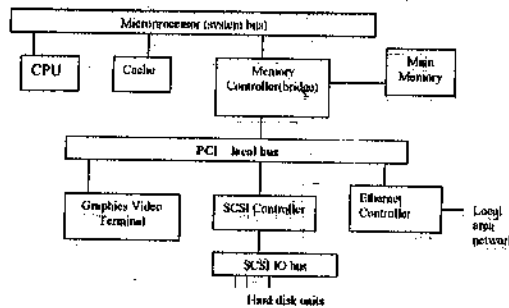 Microprocessor (system bus)
CPU
Cache
Memory
Controller(bridge)
Main
Memory
PCI local bus
Graphics Video
Terminal
SCSI Controller
Ethernet
Controller
Local
area
network
SCSI IO bus
Hard disk units